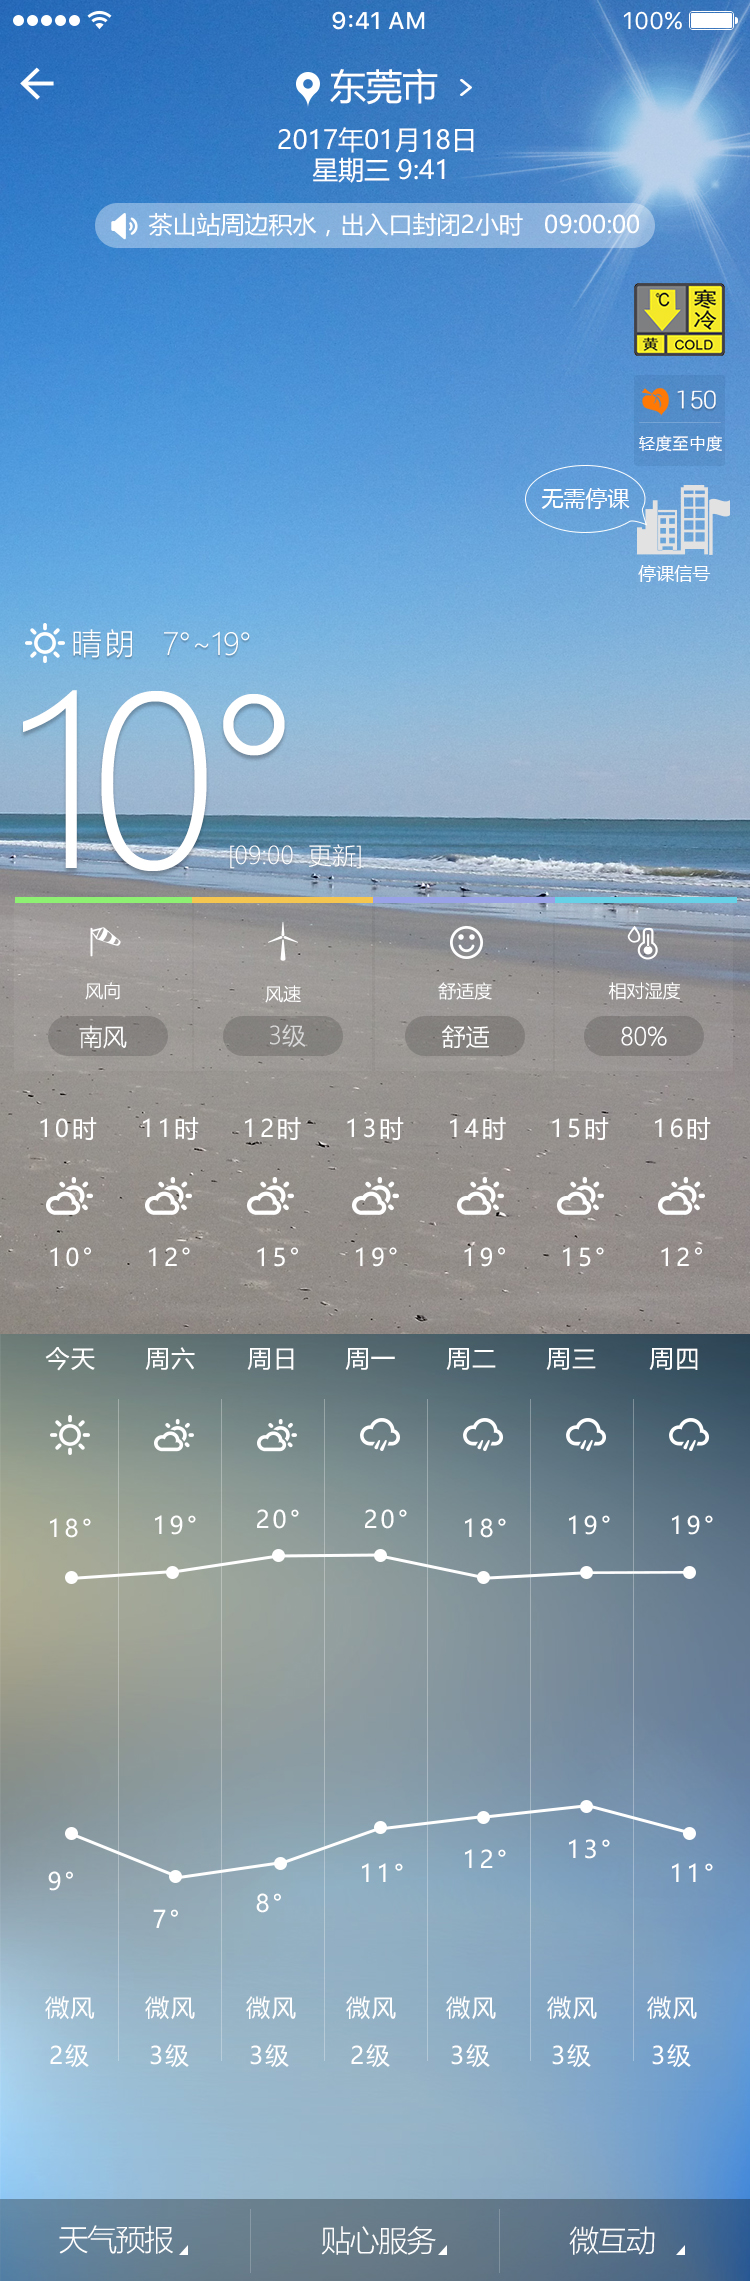 9:41 AM 100%
东莞市 >
2017年01月18日
星期三 9:41
茶山站周边积水，出入口封闭2小时 09:00:00
℃ 寒冷
黄 COLD
150
轻度至中度
无需停课
停课信号
晴朗 7°~19°
10°
[09:00 更新]
风向 风速 舒适度 相对湿度
南风 3级 舒适 80%
10时 11时 12时 13时 14时 15时 16时
10° 12° 15° 19° 19° 15° 12°
今天 周六 周日 周一 周二 周三 周四
18° 19° 20° 20° 18° 19° 19°
9° 7° 8° 11° 12° 13° 11°
微风 微风 微风 微风 微风 微风 微风
2级 3级 3级 2级 3级 3级 3级
天气预报 贴心服务 微互动